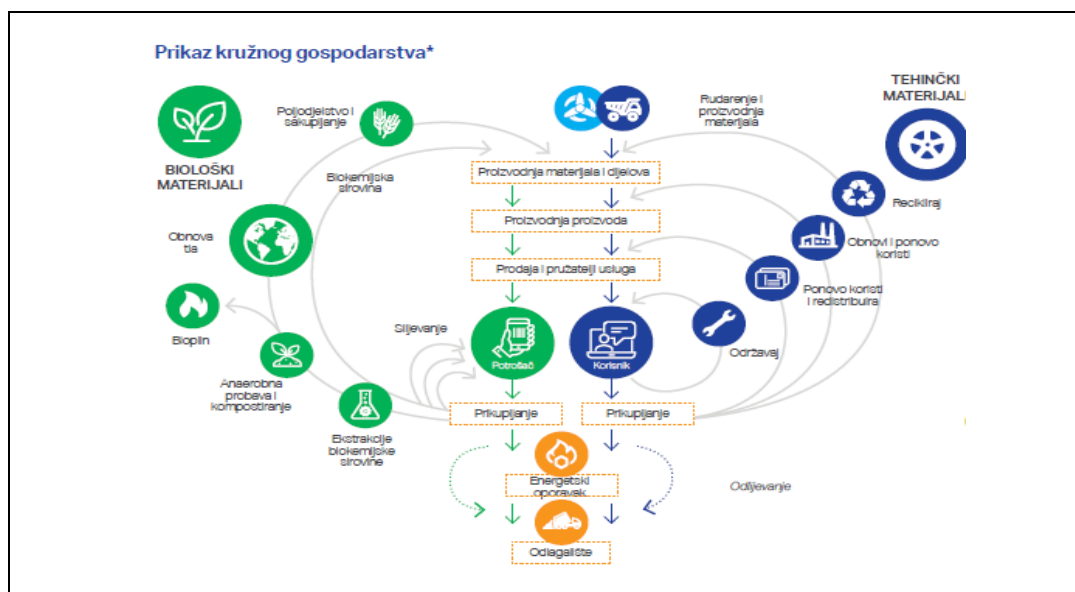 Prikaz kružnog gospodarstva*
BIOLOŠKI
MATERIJALI
Poljodjelstvo i
sakupljanje
Biokemijska
sirovina
Obnova
tla
Bioplin
Anaerobna
probava i
kompostiranje
Ekstrakcije
biokemijske
sirovine
Slijevanje
Proizvodnja materijala i dijelova
Proizvodnja proizvoda
Prodaja i pružatelji usluga
Potrošač
Korisnik
Prikupljanje
Prikupljanje
Energetski
oporavak
Odlagalište
Rudarenje i
proizvodnja
materijala
TEHINČKI
MATERIJALI
Recikliraj
Obnovi i ponovo
koristi
Ponovo koristi
i redistribuira
Održavaj
Odlijevanje